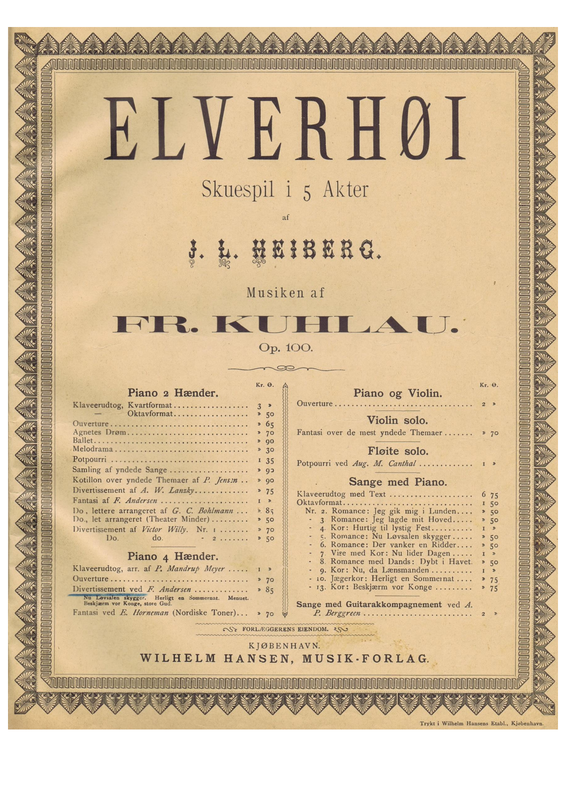 ELVERHØI
Skuespil i 5 Akter
af
J. L. HEIBERG.
Musiken af
FR. KUHLAU.
Op. 100.
Kr. Ø.
Piano 2 Hænder.
Klaveerudtog, Kvartformat 3 »
— Oktavformat » 50
Ouverture » 65
Agnetes Drøm » 70
Ballet » 90
Melodrama » 30
Potpourri 1 35
Samling af yndede Sange » 90
Kotillon over yndede Themaer af P. Jensen » 90
Divertissement af A. W. Lansky » 75
Fantasi af F. Andersen 1 »
Do., lettere arrangeret af G. C. Bohlmann » 85
Do., let arrangeret (Theater Minder) » 50
Divertissement af Victor Willy. Nr. 1 » 70
Do. do. » 2 » 50
Piano 4 Hænder.
Klaveerudtog, arr. af P. Mandrup Meyer 1 »
Ouverture » 70
Divertissement ved F. Andersen » 85
Nu Løvsalen skygger. Herligt en Sommernat. Menuet.
Beskjærm vor Konge, store Gud.
Fantasi ved E. Horneman (Nordiske Toner) » 70
Kr. Ø.
Piano og Violin.
Ouverture 2 »
Violin solo.
Fantasi over de mest yndede Themaer » 70
Fløite solo.
Potpourri ved Aug. M. Canthal 1 »
Sange med Piano.
Klaveerudtog med Text 6 75
Oktavformat 1 50
Nr. 2. Romance: Jeg gik mig i Lunden » 50
- 3 Romance: Jeg lagde mit Hoved » 50
- 4. Kor: Hurtig til lystig Fest 1 »
- 5. Romance: Nu Løvsalen skygger » 50
- 6. Romance: Der vanker en Ridder » 50
- 7. Vise med Kor: Nu lider Dagen 1 »
- 8. Romance med Dands: Dybt i Havet » 50
- 9. Kor: Nu, da Lænsmanden 1 »
- 10. Jægerkor: Herligt en Sommernat » 75
- 13. Kor: Beskjærm vor Konge » 75
Sange med Guitarakkompagnement ved A.
P. Berggreen 2 »
FORLÆGGERENS EIENDOM.
KJØBENHAVN.
WILHELM HANSEN, MUSIK-FORLAG.
Trykt i Wilhelm Hansens Etabl., Kjøbenhavn.